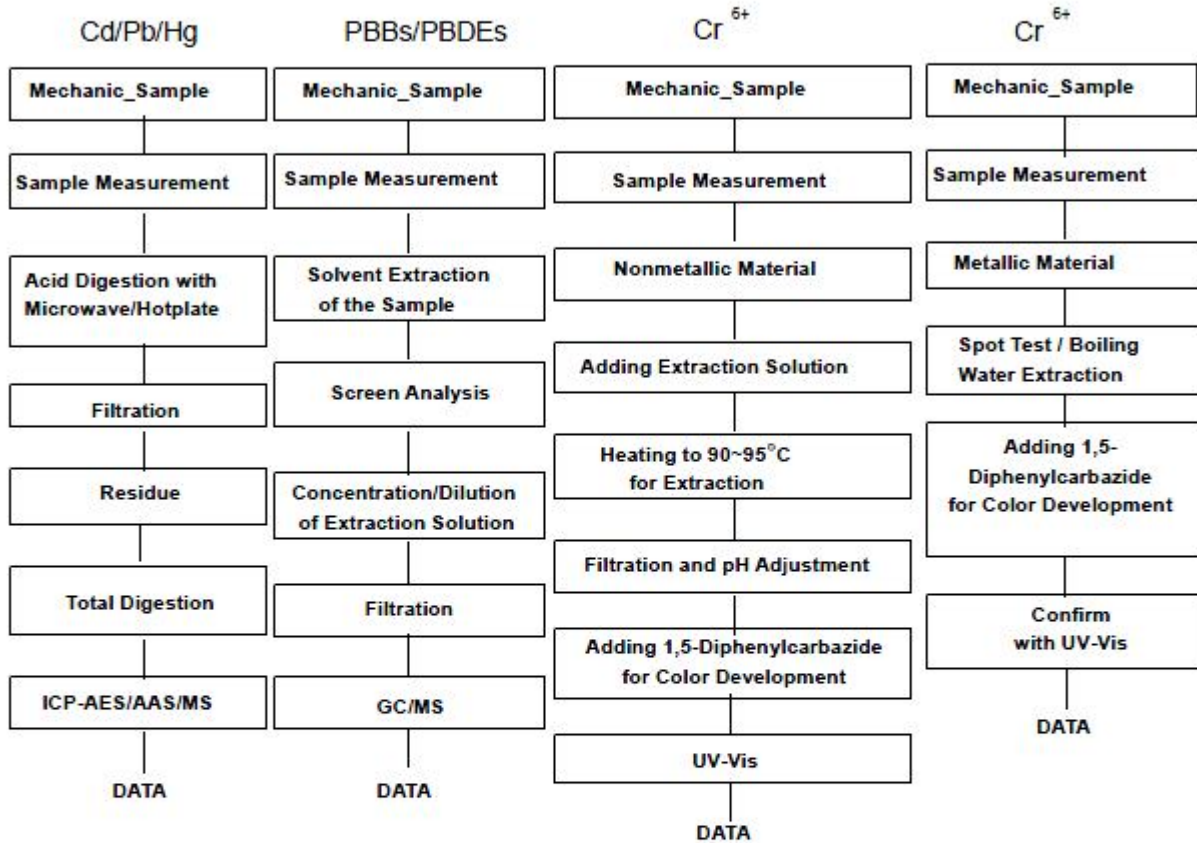 Cd/Pb/Hg
Mechanic_Sample
Sample Measurement
Acid Digestion with
Microwave/Hotplate
Filtration
Residue
Total Digestion
ICP-AES/AAS/MS
DATA
PBBs/PBDEs
Mechanic_Sample
Sample Measurement
Solvent Extraction
of the Sample
Screen Analysis
Concentration/Dilution
of Extraction Solution
Filtration
GC/MS
DATA
Cr 6+
Mechanic_Sample
Sample Measurement
Nonmetallic Material
Adding Extraction Solution
Heating to 90~95°C
for Extraction
Filtration and pH Adjustment
Adding 1,5-Diphenylcarbazide
for Color Development
UV-Vis
DATA
Cr 6+
Mechanic_Sample
Sample Measurement
Metallic Material
Spot Test / Boiling
Water Extraction
Adding 1,5-
Diphenylcarbazide
for Color Development
Confirm
with UV-Vis
DATA